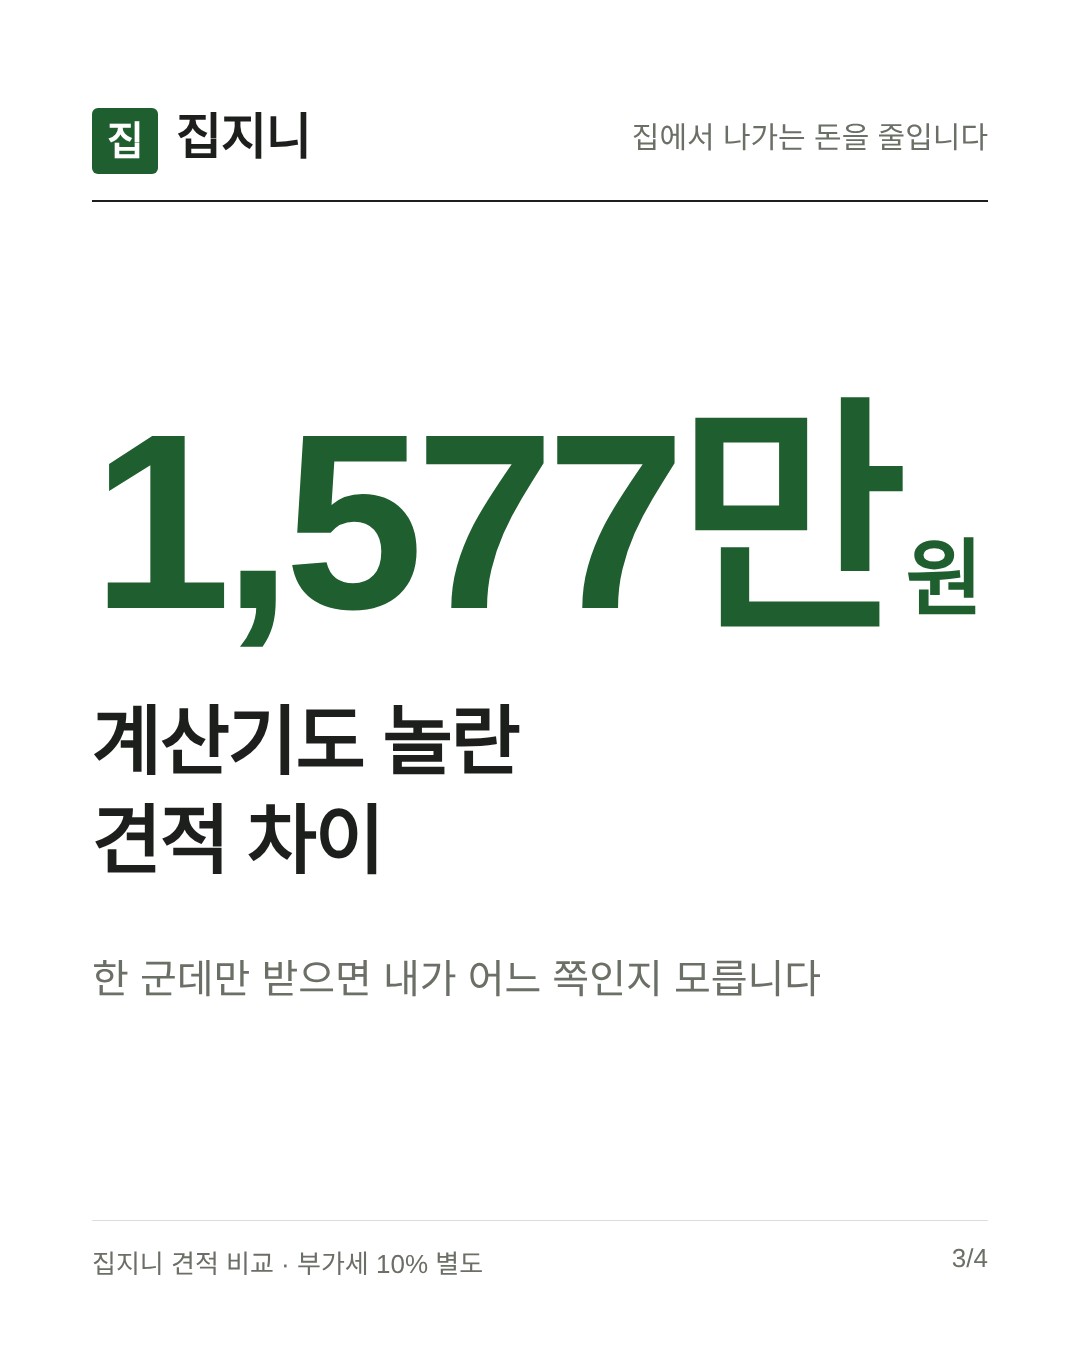 집 집지니
집에서 나가는 돈을 줄입니다
1,577만원
계산기도 놀란
견적 차이
한 군데만 받으면 내가 어느 쪽인지 모릅니다
집지니 견적 비교 · 부가세 10% 별도
3/4